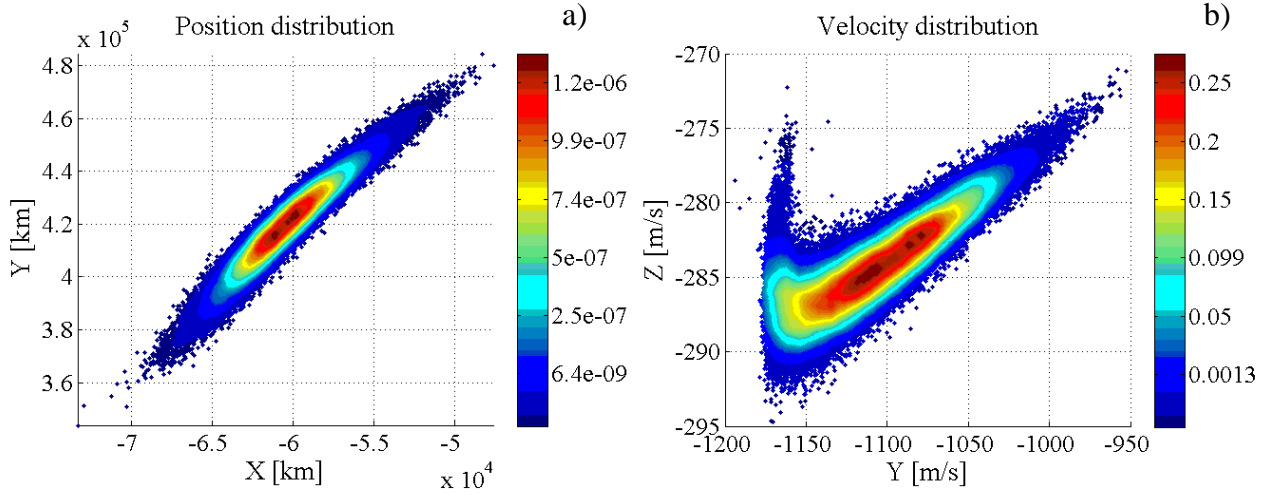 Position distribution
a)
x 10^5
4.8
4.6
4.4
4.2
4
3.8
3.6
Y [km]
-7 -6.5 -6 -5.5 -5
X [km]
x 10^4
1.2e-06
9.9e-07
7.4e-07
5e-07
2.5e-07
6.4e-09
Velocity distribution
b)
-270
-275
-280
-285
-290
-295
Z [m/s]
-1200 -1150 -1100 -1050 -1000 -950
Y [m/s]
0.25
0.2
0.15
0.099
0.05
0.0013